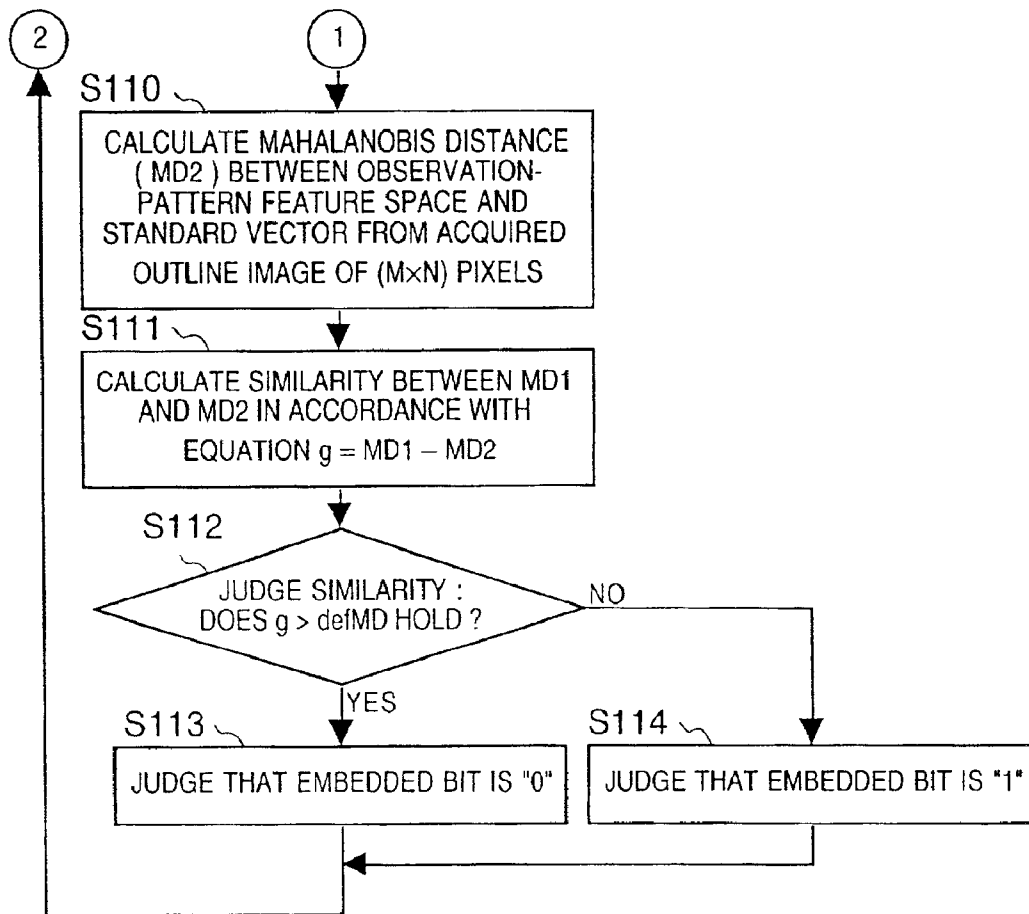 2
1
S110
CALCULATE MAHALANOBIS DISTANCE
( MD2 ) BETWEEN OBSERVATION-
PATTERN FEATURE SPACE AND
STANDARD VECTOR FROM ACQUIRED
OUTLINE IMAGE OF (M×N) PIXELS
S111
CALCULATE SIMILARITY BETWEEN MD1
AND MD2 IN ACCORDANCE WITH
EQUATION g = MD1 – MD2
S112
JUDGE SIMILARITY :
DOES g > defMD HOLD ?
NO
YES
S113
JUDGE THAT EMBEDDED BIT IS "0"
S114
JUDGE THAT EMBEDDED BIT IS "1"